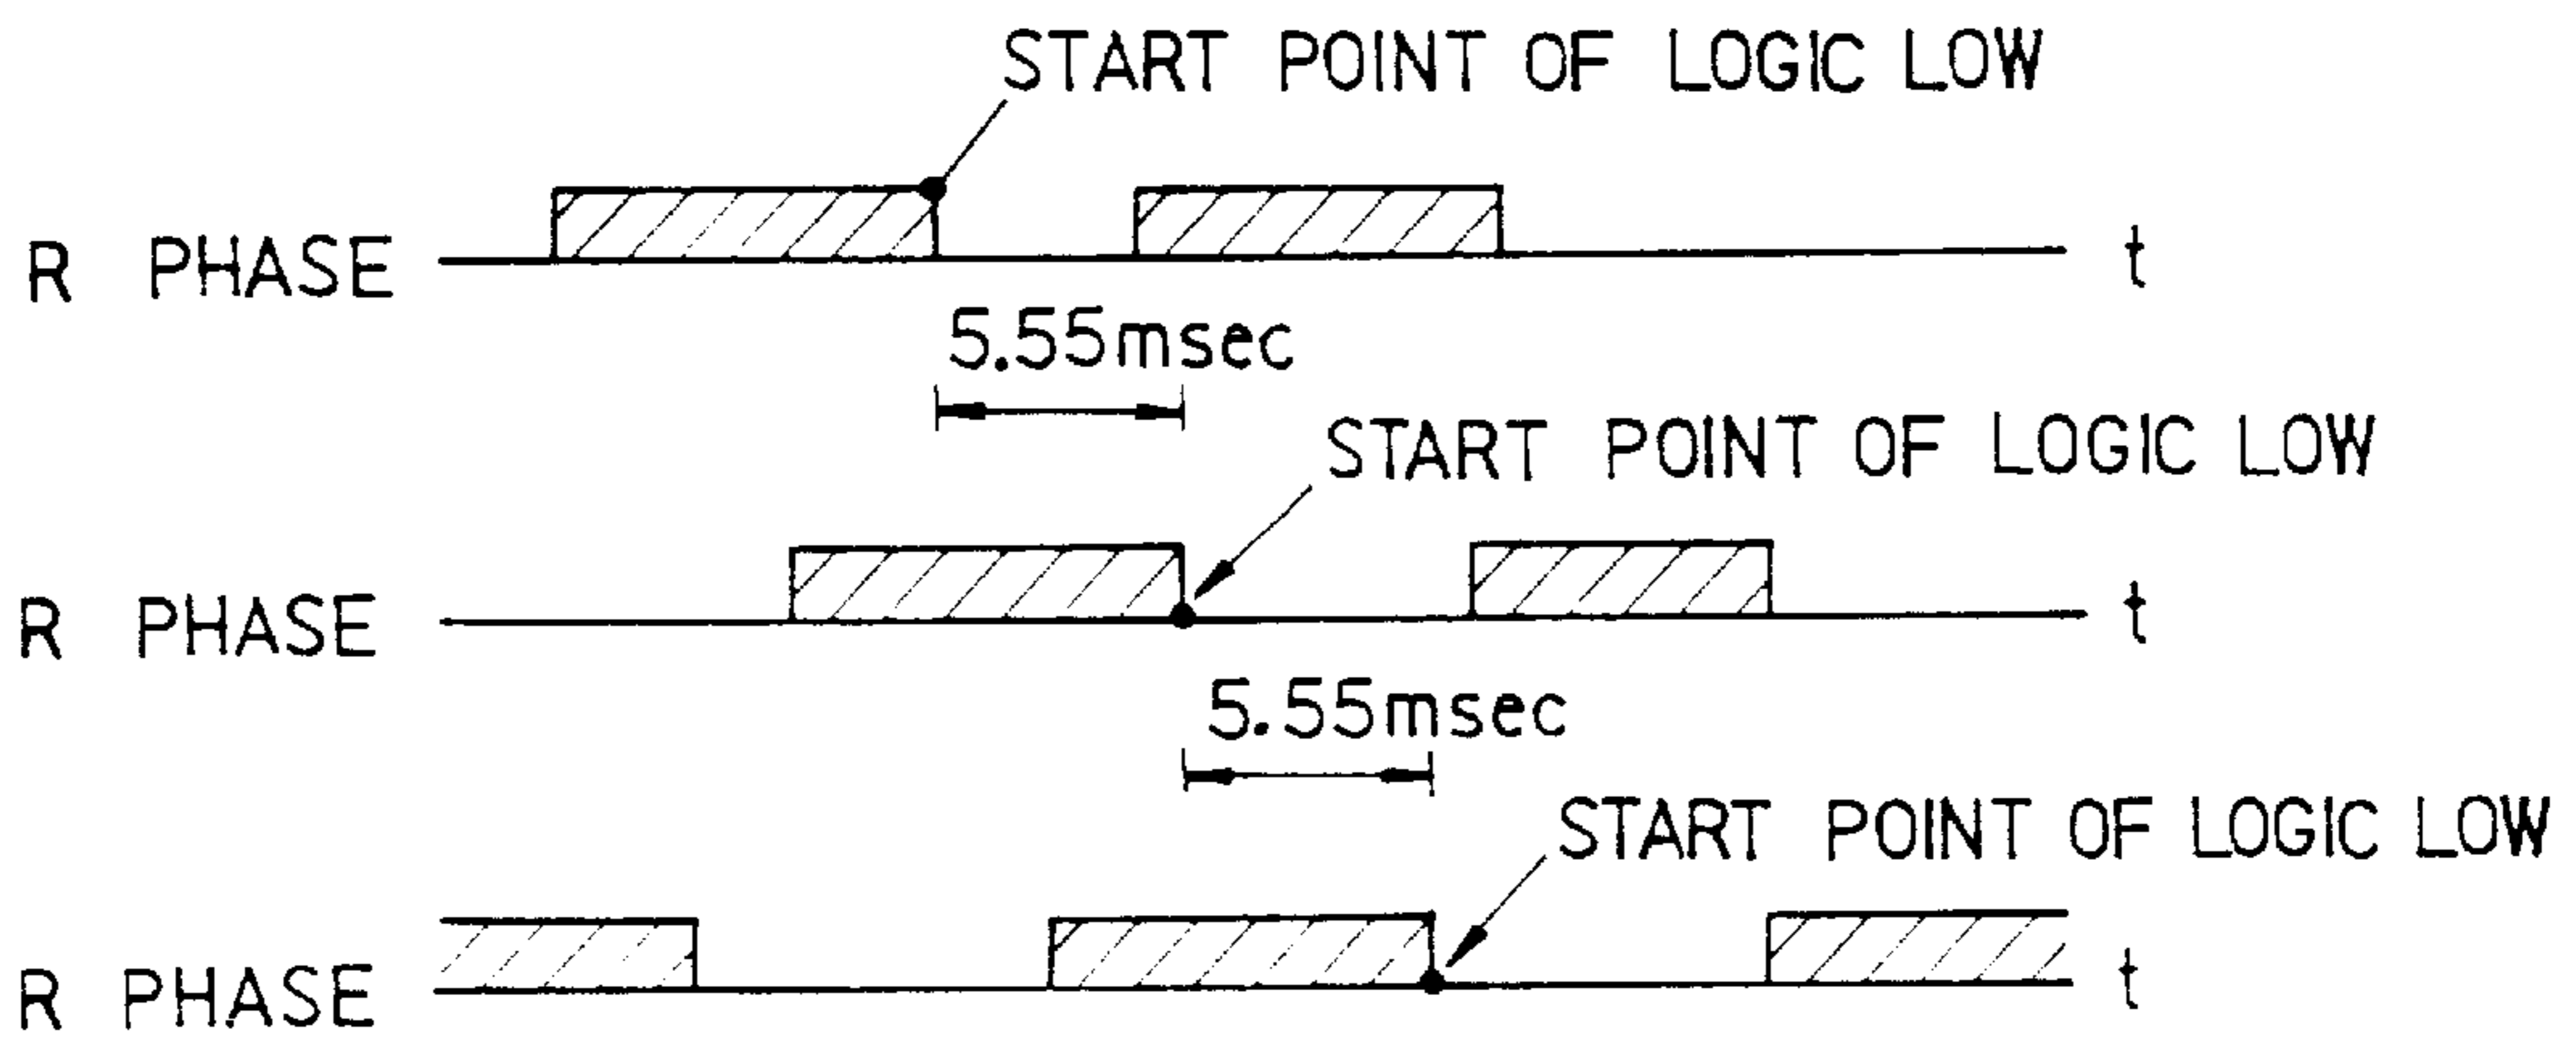 START POINT OF LOGIC LOW
R PHASE
t
5.55msec
START POINT OF LOGIC LOW
R PHASE
t
5.55msec
START POINT OF LOGIC LOW
R PHASE
t